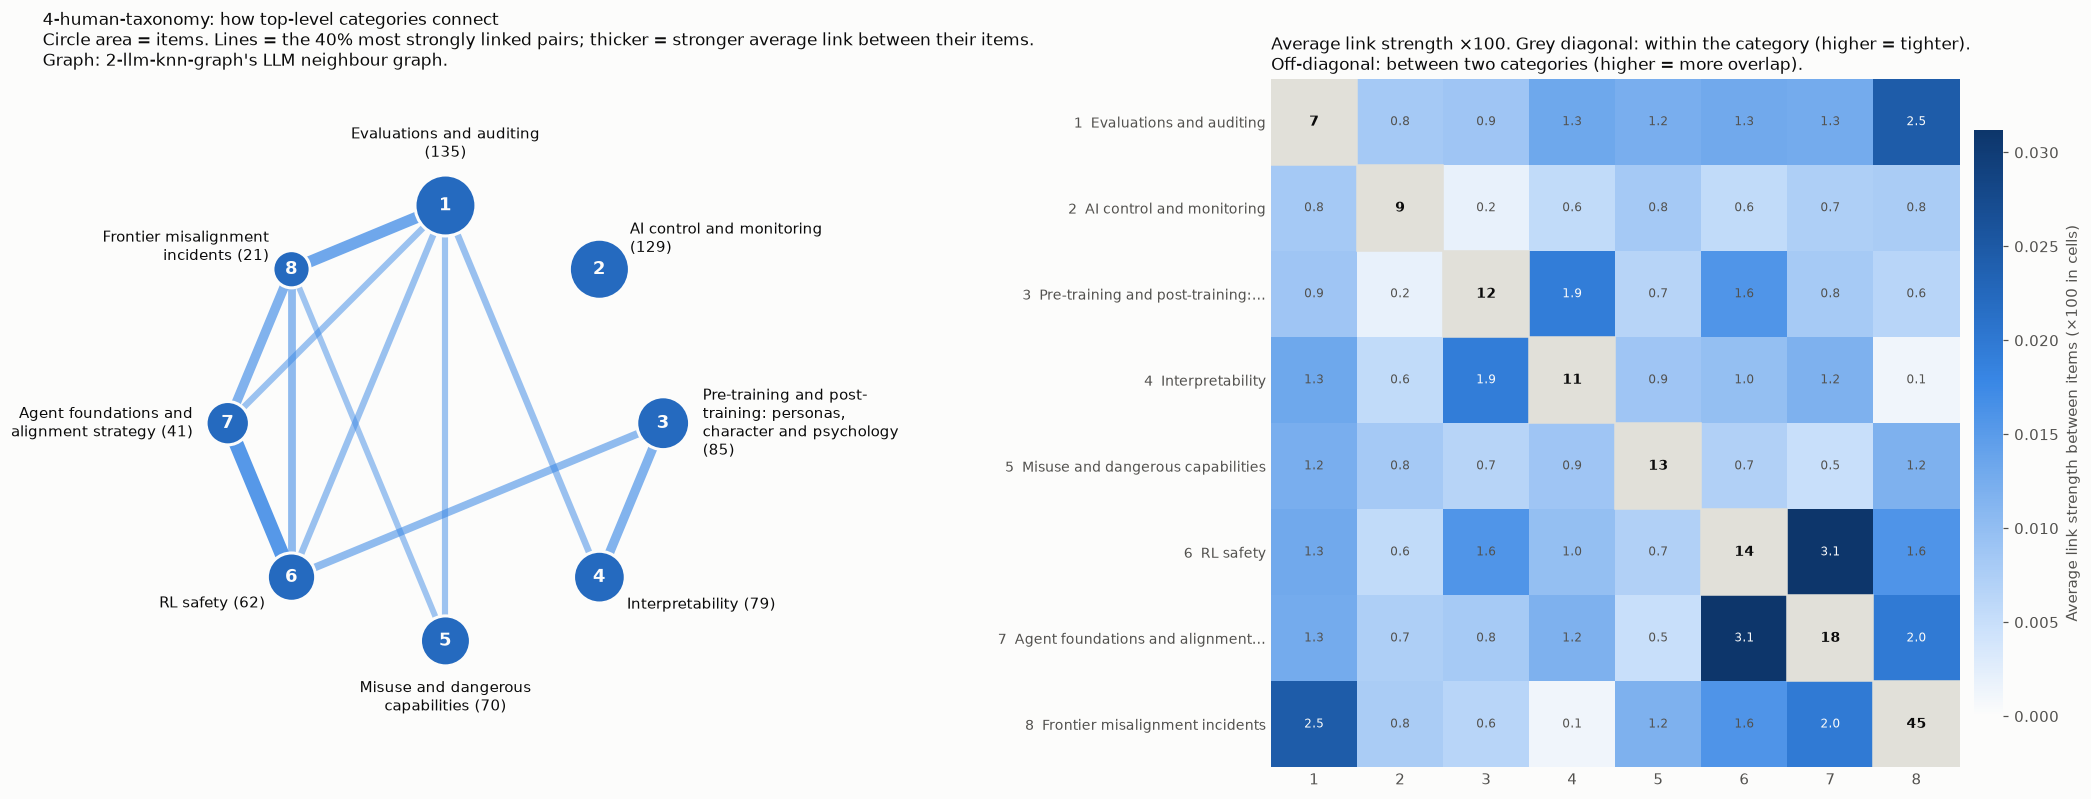 4-human-taxonomy: how top-level categories connect
Circle area = items. Lines = the 40% most strongly linked pairs; thicker = stronger average link between their items.
Graph: 2-llm-knn-graph's LLM neighbour graph.
Evaluations and auditing
(135)
1
AI control and monitoring
(129)
2
Frontier misalignment
incidents (21)
8
Pre-training and post-
training: personas,
character and psychology
(85)
3
Agent foundations and
alignment strategy (41)
7
6
RL safety (62)
4
Interpretability (79)
5
Misuse and dangerous
capabilities (70)
Average link strength ×100. Grey diagonal: within the category (higher = tighter).
Off-diagonal: between two categories (higher = more overlap).
1 Evaluations and auditing 7 0.8 0.9 1.3 1.2 1.3 1.3 2.5
2 AI control and monitoring 0.8 9 0.2 0.6 0.8 0.6 0.7 0.8
3 Pre-training and post-training:... 0.9 0.2 12 1.9 0.7 1.6 0.8 0.6
4 Interpretability 1.3 0.6 1.9 11 0.9 1.0 1.2 0.1
5 Misuse and dangerous capabilities 1.2 0.8 0.7 0.9 13 0.7 0.5 1.2
6 RL safety 1.3 0.6 1.6 1.0 0.7 14 3.1 1.6
7 Agent foundations and alignment... 1.3 0.7 0.8 1.2 0.5 3.1 18 2.0
8 Frontier misalignment incidents 2.5 0.8 0.6 0.1 1.2 1.6 2.0 45
1 2 3 4 5 6 7 8
0.030
0.025
0.020
0.015
0.010
0.005
0.000
Average link strength between items (×100 in cells)